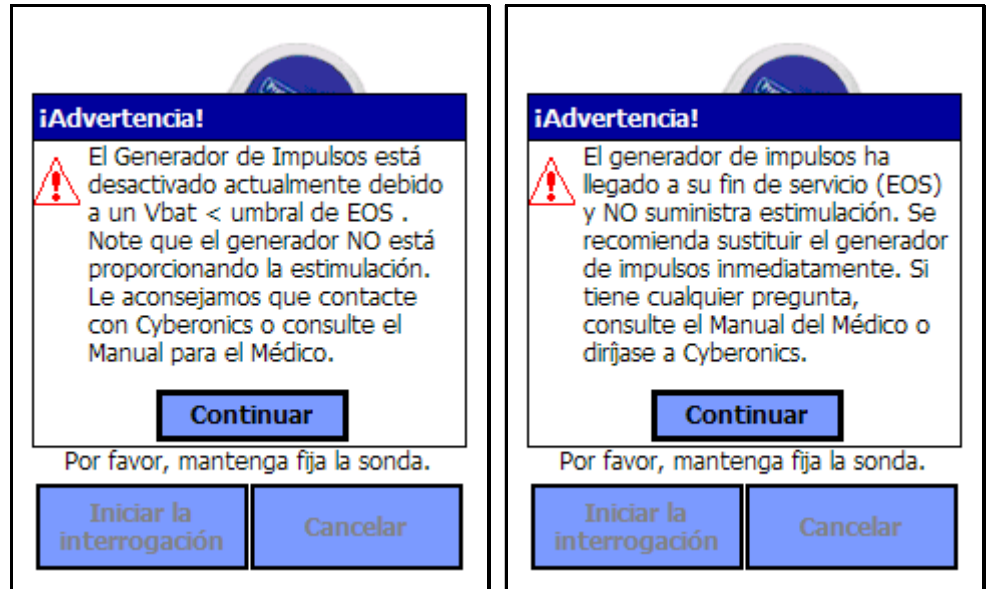 ¡Advertencia!
El Generador de Impulsos está
desactivado actualmente debido
a un Vbat < umbral de EOS .
Note que el generador NO está
proporcionando la estimulación.
Le aconsejamos que contacte
con Cyberonics o consulte el
Manual para el Médico.
Continuar
Por favor, mantenga fija la sonda.
Iniciar la
interrogación
Cancelar
¡Advertencia!
El generador de impulsos ha
llegado a su fin de servicio (EOS)
y NO suministra estimulación. Se
recomienda sustituir el generador
de impulsos inmediatamente. Si
tiene cualquier pregunta,
consulte el Manual del Médico o
diríjase a Cyberonics.
Continuar
Por favor, mantenga fija la sonda.
Iniciar la
interrogación
Cancelar